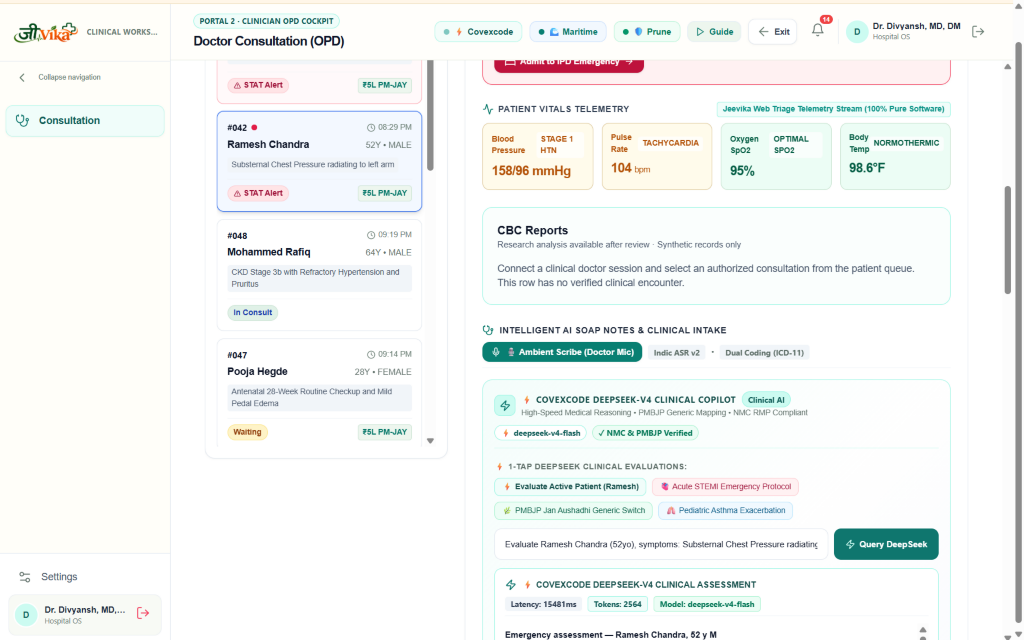 जीVika
CLINICAL WORKS...
Collapse navigation
Consultation
Settings
D
Dr. Divyansh, MD,...
Hospital OS
PORTAL 2 · CLINICIAN OPD COCKPIT
Doctor Consultation (OPD)
Covexcode
Maritime
Prune
Guide
Exit
14
D
Dr. Divyansh, MD, DM
Hospital OS
STAT Alert
₹5L PM-JAY
#042
08:29 PM
Ramesh Chandra
52Y • MALE
Substernal Chest Pressure radiating to left arm
STAT Alert
₹5L PM-JAY
#048
09:19 PM
Mohammed Rafiq
64Y • MALE
CKD Stage 3b with Refractory Hypertension and
Pruritus
In Consult
#047
09:14 PM
Pooja Hegde
28Y • FEMALE
Antenatal 28-Week Routine Checkup and Mild
Pedal Edema
Waiting
₹5L PM-JAY
Admit to IPD Emergency →
PATIENT VITALS TELEMETRY
Jeevika Web Triage Telemetry Stream (100% Pure Software)
Blood
Pressure
STAGE 1
HTN
158/96 mmHg
Pulse
Rate
TACHYCARDIA
104 bpm
Oxygen
SpO2
OPTIMAL
SPO2
95%
Body
Temp
NORMOTHERMIC
98.6°F
CBC Reports
Research analysis available after review · Synthetic records only
Connect a clinical doctor session and select an authorized consultation from the patient queue.
This row has no verified clinical encounter.
INTELLIGENT AI SOAP NOTES & CLINICAL INTAKE
Ambient Scribe (Doctor Mic)
Indic ASR v2
•
Dual Coding (ICD-11)
COVEXCODE DEEPSEEK-V4 CLINICAL COPILOT
Clinical AI
High-Speed Medical Reasoning • PMBJP Generic Mapping • NMC RMP Compliant
deepseek-v4-flash
✓ NMC & PMBJP Verified
1-TAP DEEPSEEK CLINICAL EVALUATIONS:
Evaluate Active Patient (Ramesh)
Acute STEMI Emergency Protocol
PMBJP Jan Aushadhi Generic Switch
Pediatric Asthma Exacerbation
Evaluate Ramesh Chandra (52yo), symptoms: Substernal Chest Pressure radiating
Query DeepSeek
COVEXCODE DEEPSEEK-V4 CLINICAL ASSESSMENT
Latency: 15481ms
Tokens: 2564
Model: deepseek-v4-flash
Emergency assessment — Ramesh Chandra, 52 y M